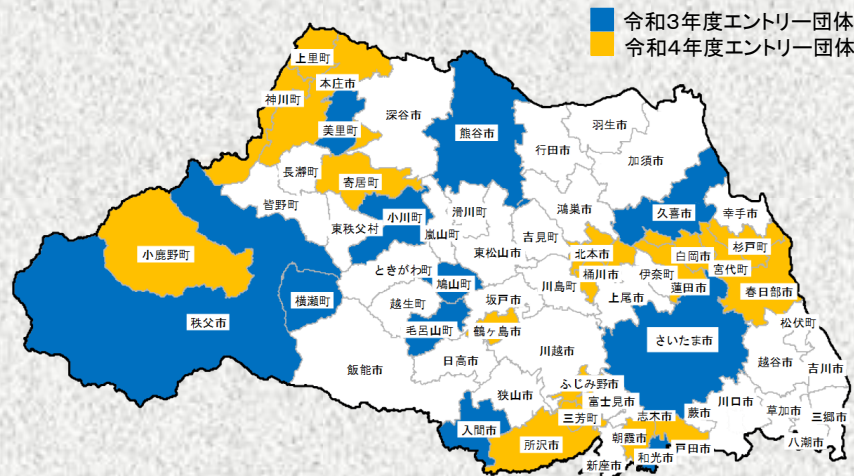 令和3年度エントリー団体
令和4年度エントリー団体
上里町
本庄市
神川町
美里町
深谷市
熊谷市
羽生市
行田市
加須市
長瀞町
寄居町
皆野町
小川町
滑川町
鴻巣市
久喜市
幸手市
東秩父村
嵐山町
東松山市
吉見町
小鹿野町
北本市
白岡市
杉戸町
ときがわ町
桶川市
伊奈町
宮代町
鳩山町
川島町
蓮田市
春日部市
横瀬町
越生町
坂戸市
上尾市
秩父市
毛呂山町
鶴ヶ島市
松伏町
さいたま市
日高市
川越市
越谷市
吉川市
飯能市
ふじみ野市
狭山市
富士見市
川口市
三芳町
志木市
蕨市
草加市
三郷市
入間市
所沢市
朝霞市
戸田市
八潮市
和光市
新座市